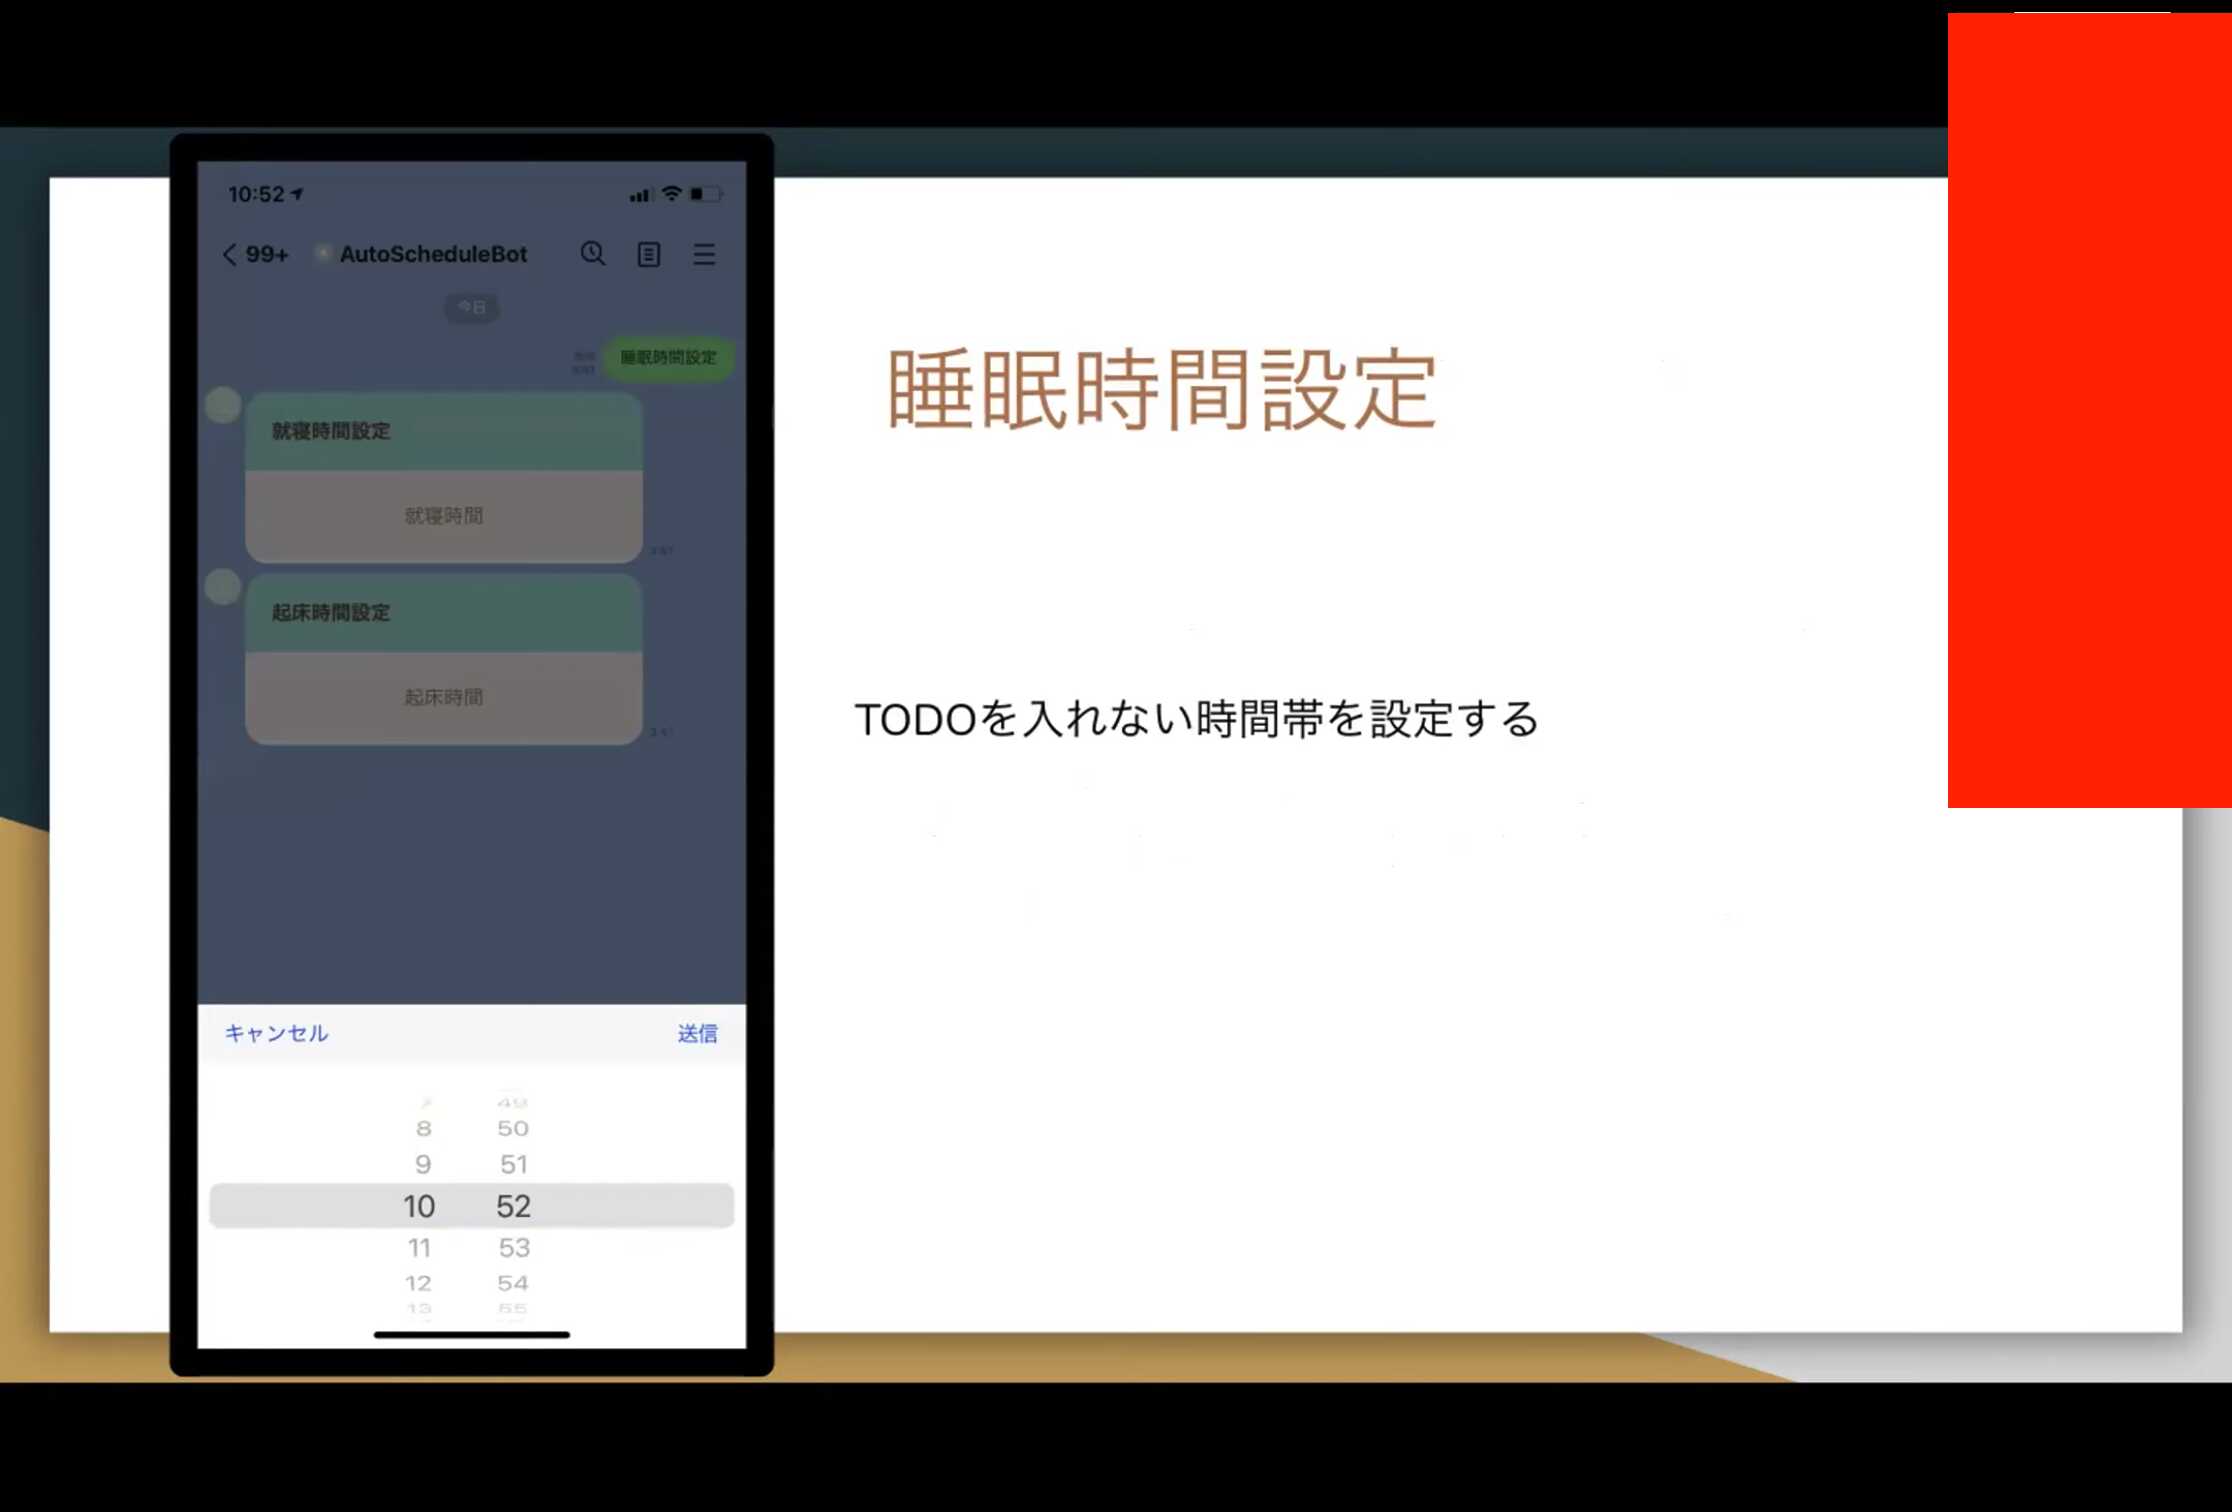 10:52
99+ AutoScheduleBot
今日
睡眠時間設定
就寝時間設定
就寝時間
起床時間設定
起床時間
キャンセル 送信
49
8 50
9 51
10 52
11 53
12 54
13 55
睡眠時間設定
TODOを入れない時間帯を設定する